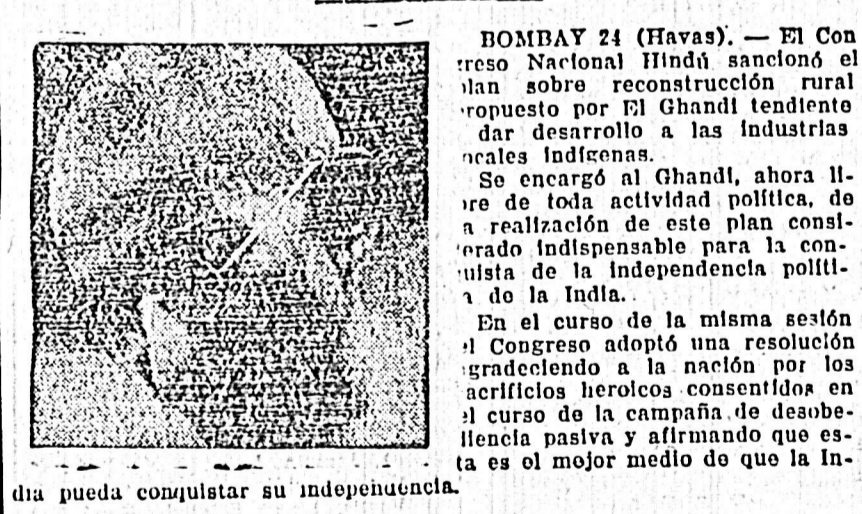 BOMBAY 24 (Havas). — El Con
reso Nacional Hindú sancionó el
lan sobre reconstrucción rural
ropuesto por El Ghandi tendiente
dar desarrollo a las industrias
ocales indígenas.
Se encargó al Ghandi, ahora li-
re de toda actividad política, de
a realización de este plan consi-
erado indispensable para la con-
uista de la independencia políti-
a de la India.
En el curso de la misma sesión
el Congreso adoptó una resolución
gradeciendo a la nación por los
acrificios heroicos consentidos en
el curso de la campaña de desobe-
diencia pasiva y afirmando que es-
ta es el mejor medio de que la In-
dia pueda conquistar su independencia.